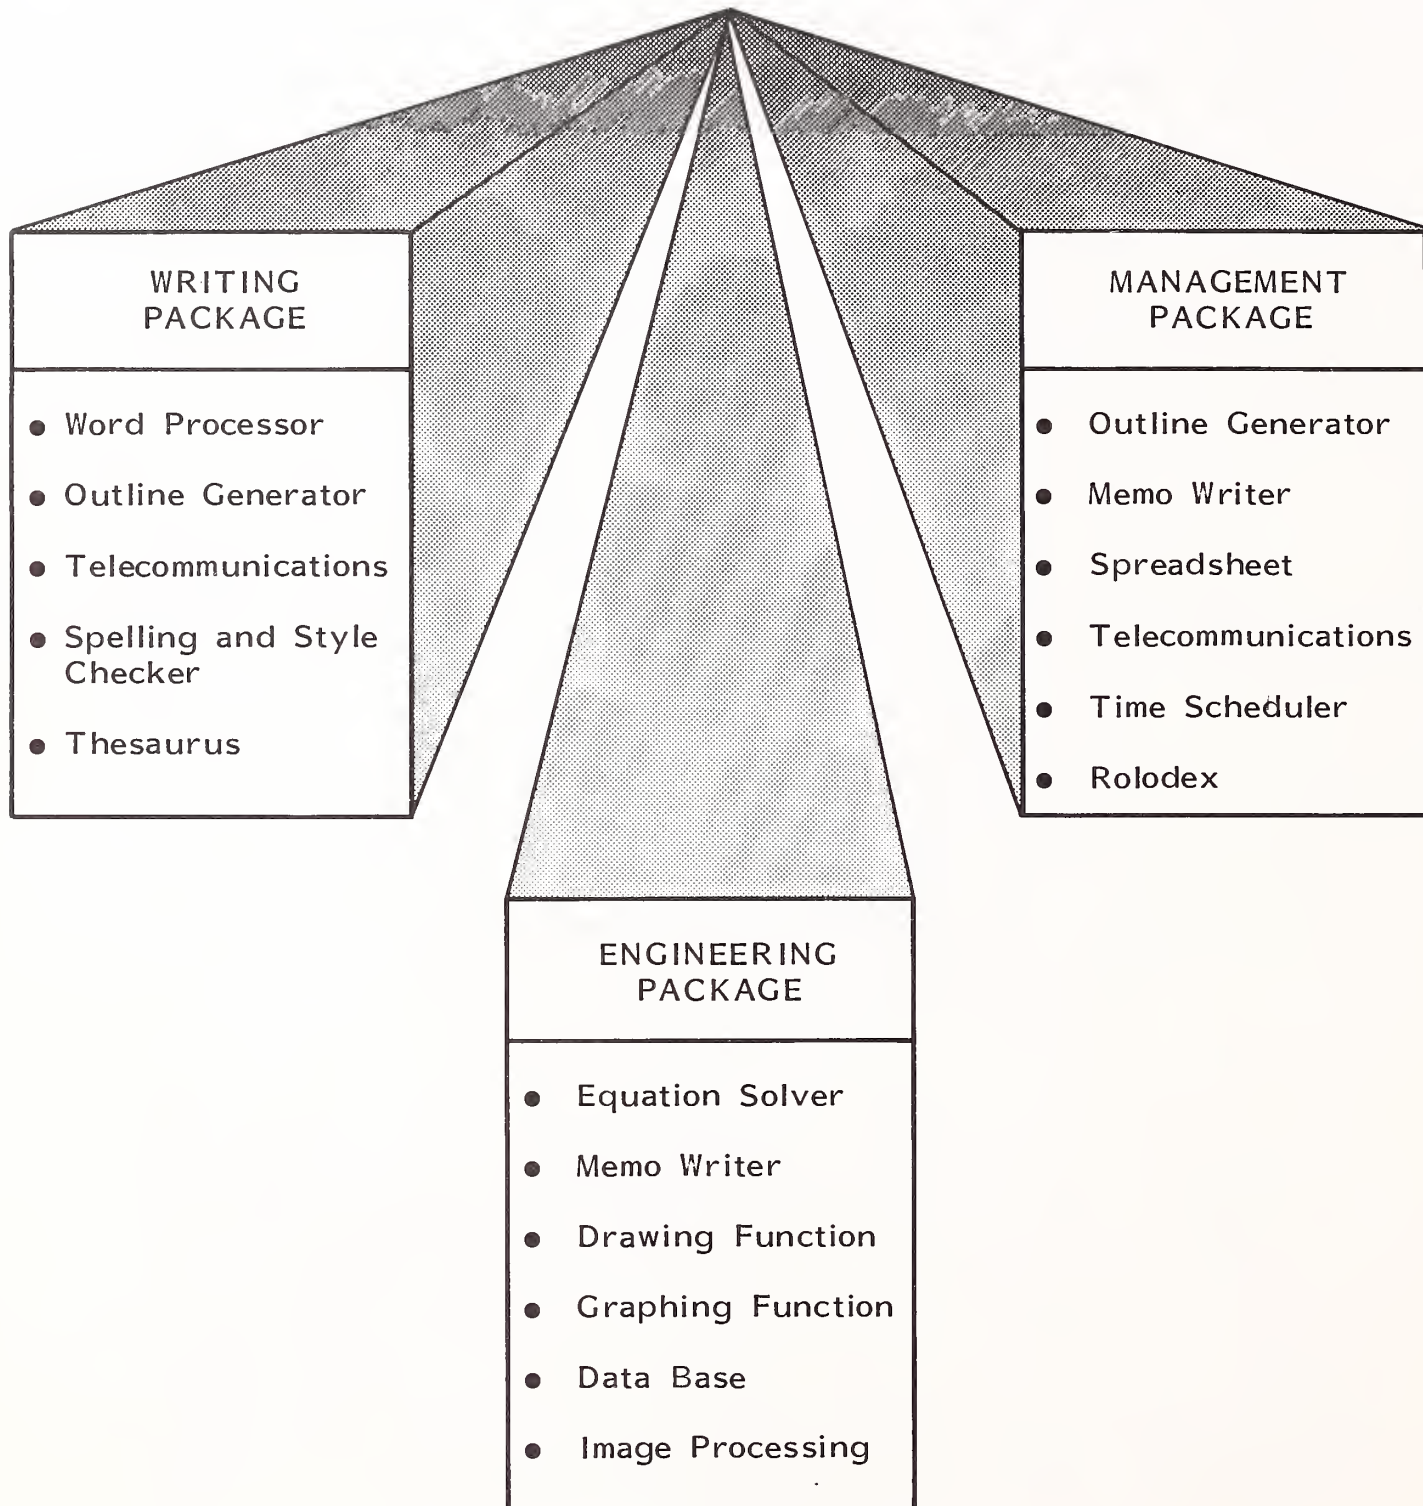 WRITING
PACKAGE
• Word Processor
• Outline Generator
• Telecommunications
• Spelling and Style
Checker
• Thesaurus
MANAGEMENT
PACKAGE
• Outline Generator
• Memo Writer
• Spreadsheet
• Telecommunications
• Time Scheduler
• Rolodex
ENGINEERING
PACKAGE
• Equation Solver
• Memo Writer
• Drawing Function
• Graphing Function
• Data Base
• Image Processing